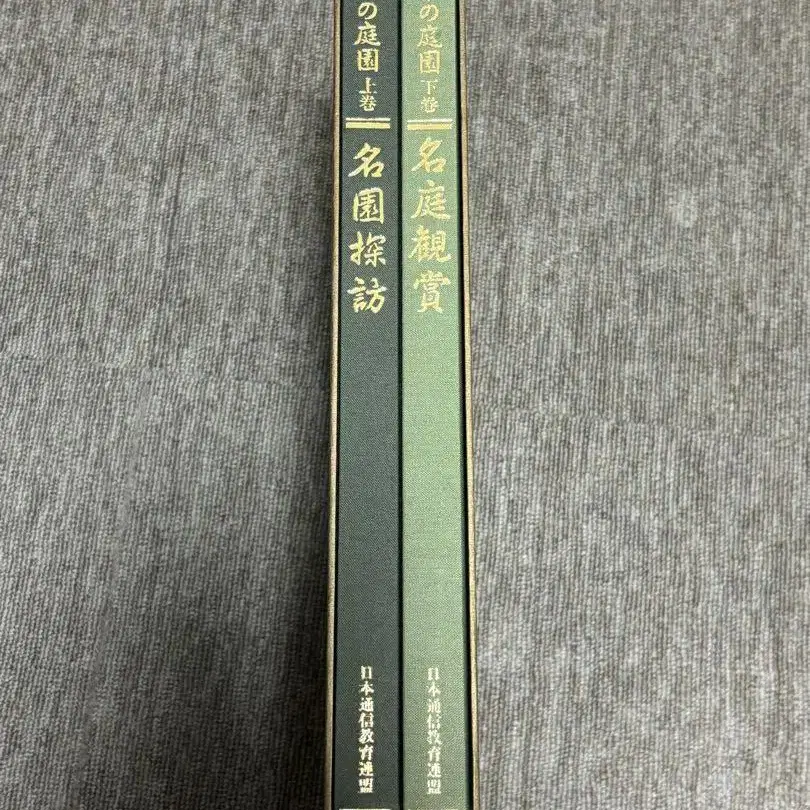 の庭園 上巻
名園探訪
日本通信教育連盟
の庭園 下巻
名庭観賞
日本通信教育連盟